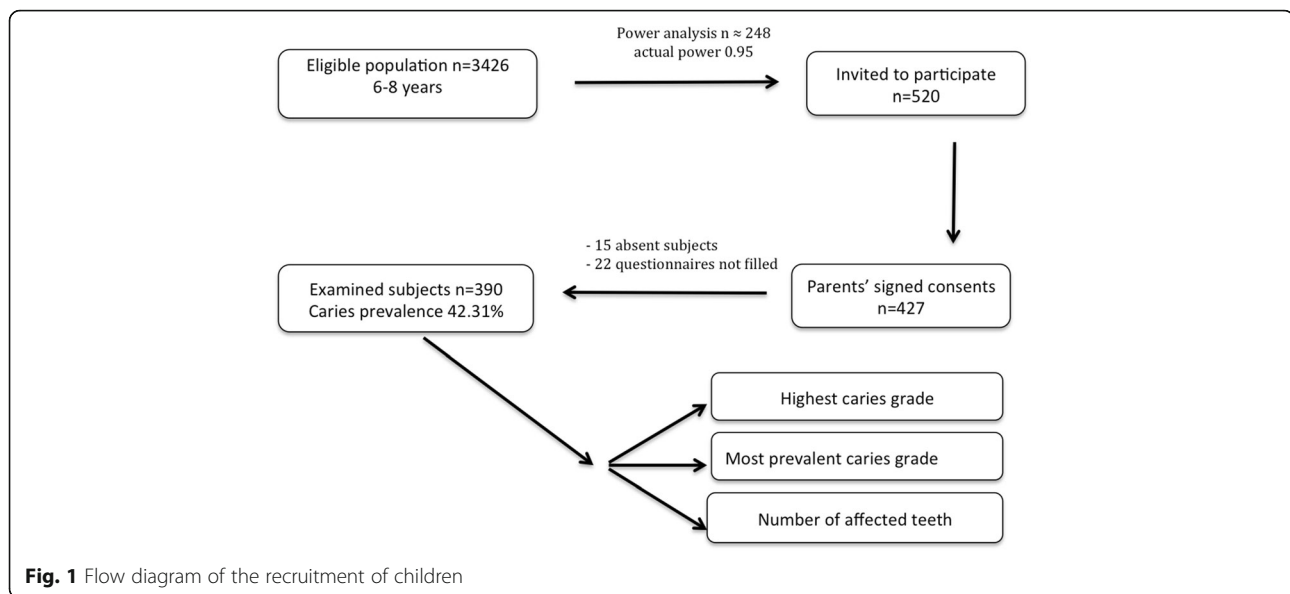 Power analysis n ≈ 248
actual power 0.95
Eligible population n=3426
6-8 years
Invited to participate
n=520
- 15 absent subjects
- 22 questionnaires not filled
Parents’ signed consents
n=427
Examined subjects n=390
Caries prevalence 42.31%
Highest caries grade
Most prevalent caries grade
Number of affected teeth
Fig. 1 Flow diagram of the recruitment of children